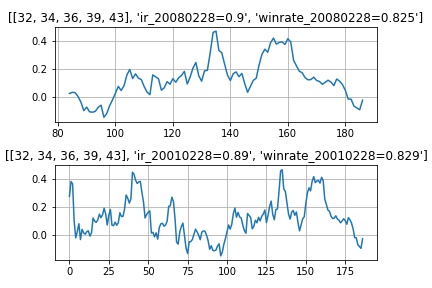 [[32, 34, 36, 39, 43], 'ir_20080228=0.9', 'winrate_20080228=0.825']
0.4
0.2
0.0
80 100 120 140 160 180
[[32, 34, 36, 39, 43], 'ir_20010228=0.89', 'winrate_20010228=0.829']
0.4
0.2
0.0
0 25 50 75 100 125 150 175